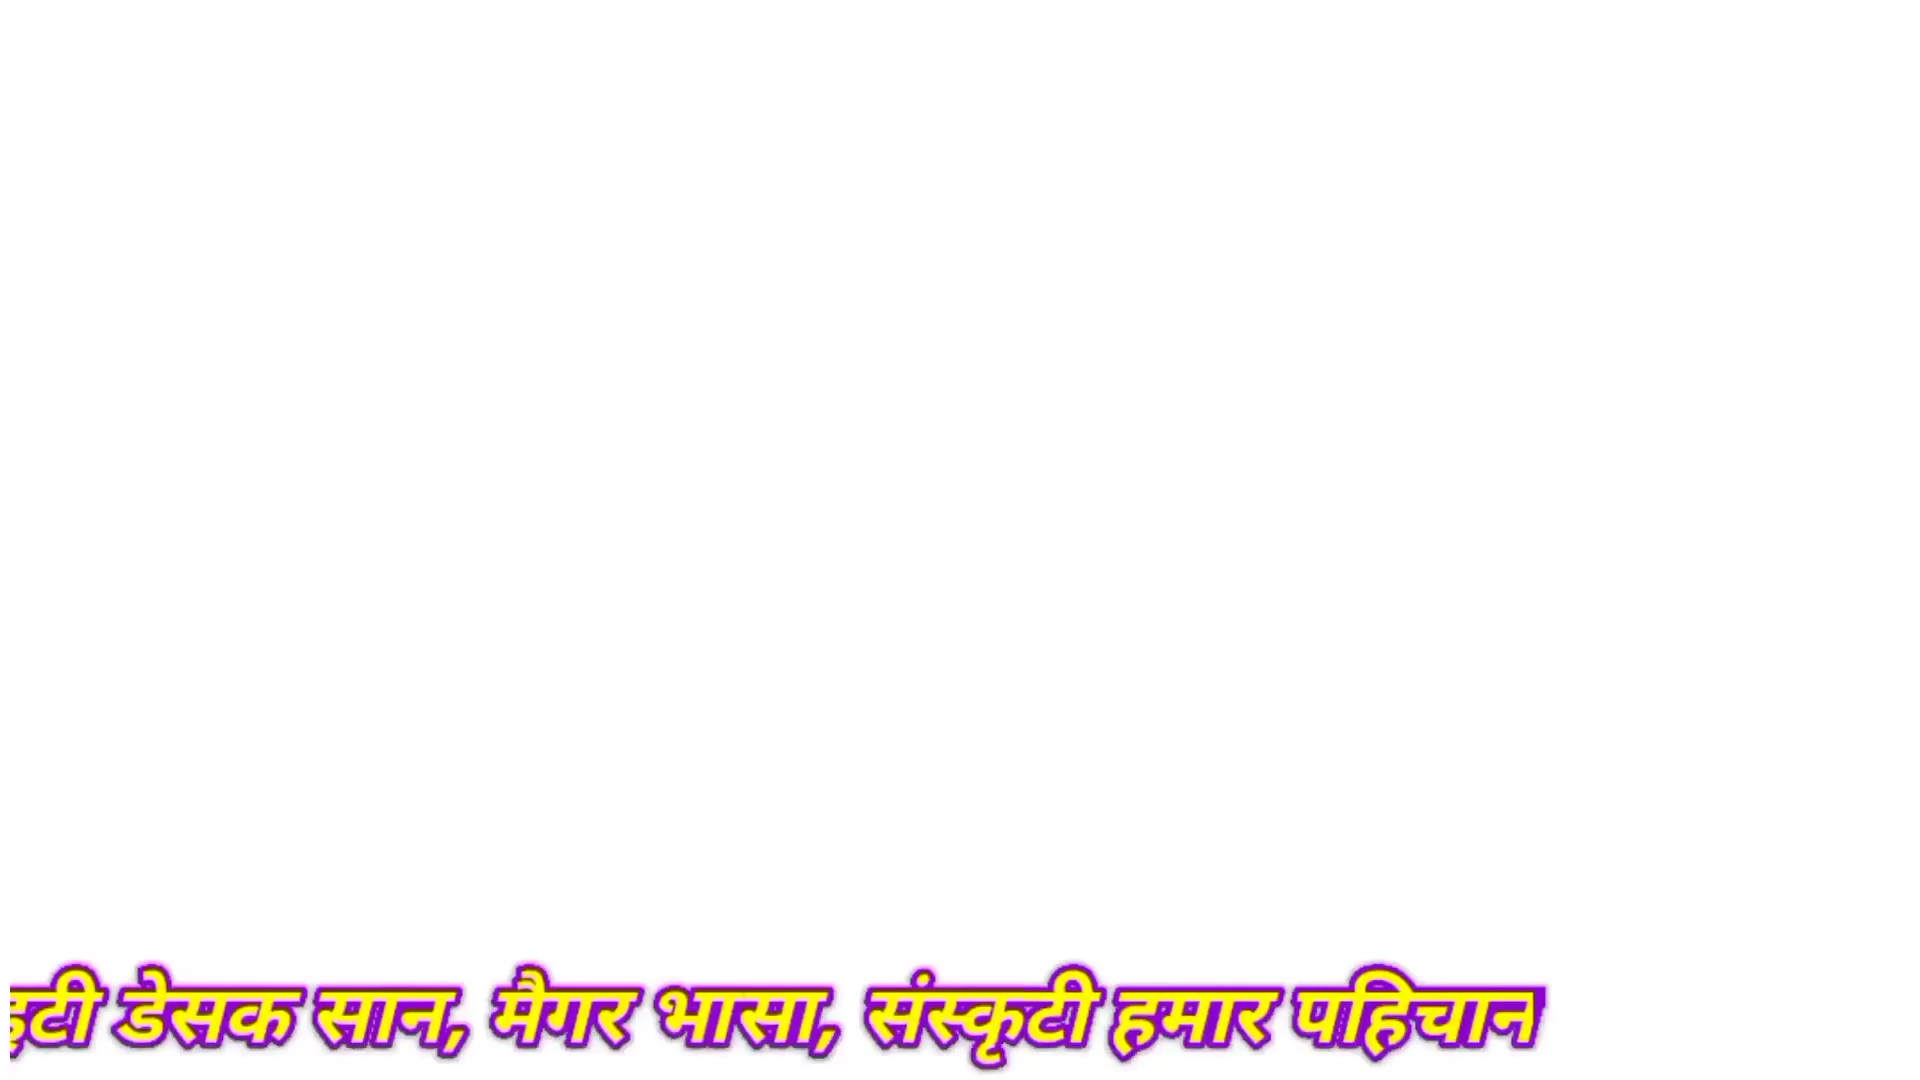 डेसक सान, मैगर भासा, संस्कृटी हमार पहिचान